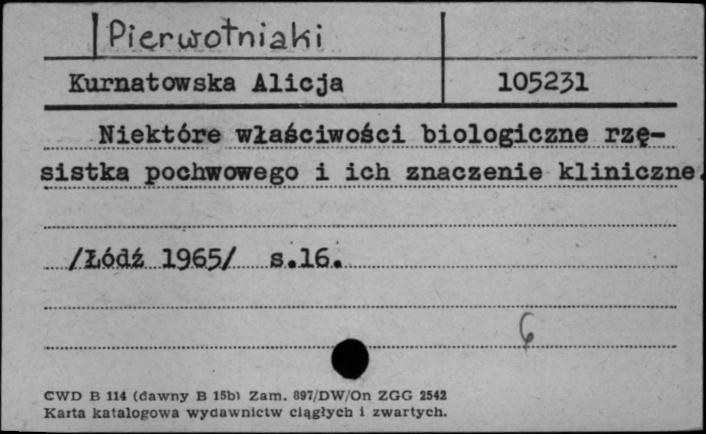 Pierwotniaki
Kurnatowska Alicja 105231
Niektóre właściwości biologiczne rzę-
sistka pochwowego i ich znaczenie kliniczne.
/Łódź 1965/ s.16.
6
CWD B 114 (dawny B 15b) Zam. 897/DW/On ZGG 2542
Karta katalogowa wydawnictw ciągłych i zwartych.